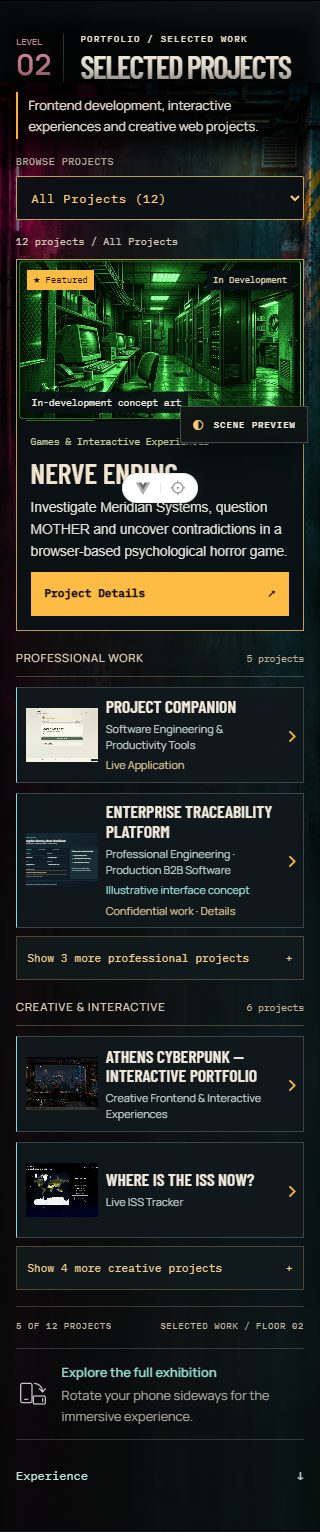 LEVEL
02
PORTFOLIO / SELECTED WORK
SELECTED PROJECTS
Frontend development, interactive
experiences and creative web projects.
BROWSE PROJECTS
All Projects (12)
12 projects / All Projects
★ Featured
In Development
In-development concept art
SCENE PREVIEW
Games & Interactive
NERVE ENDING
Investigate Meridian Systems, question
MOTHER and uncover contradictions in a
browser-based psychological horror game.
Project Details ↗
PROFESSIONAL WORK
5 projects
PROJECT COMPANION
Software Engineering &
Productivity Tools
Live Application
ENTERPRISE TRACEABILITY
PLATFORM
Professional Engineering ·
Production B2B Software
Illustrative interface concept
Confidential work · Details
Show 3 more professional projects +
CREATIVE & INTERACTIVE
6 projects
ATHENS CYBERPUNK —
INTERACTIVE PORTFOLIO
Creative Frontend & Interactive
Experiences
WHERE IS THE ISS NOW?
Live ISS Tracker
Show 4 more creative projects +
5 OF 12 PROJECTS
SELECTED WORK / FLOOR 02
Explore the full exhibition
Rotate your phone sideways for the
immersive experience.
Experience ↓